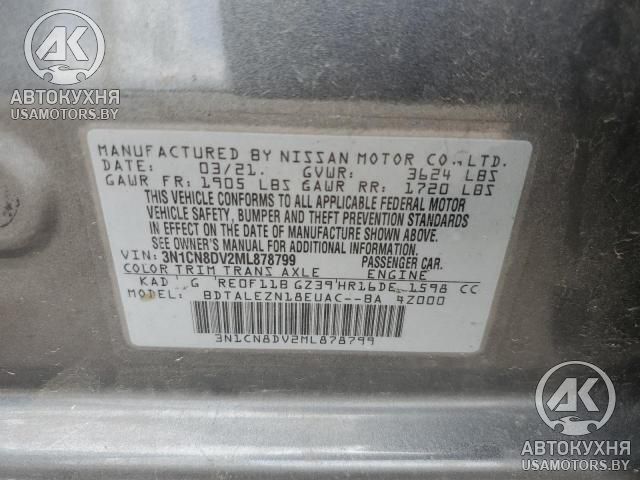 AK
АВТОКУХНЯ
USAMOTORS.BY
MANUFACTURED BY NISSAN MOTOR CO.,LTD.
DATE: 03/21. GVWR: 3624 LBS
GAWR FR: 1905 LBS GAWR RR: 1720 LBS
THIS VEHICLE CONFORMS TO ALL APPLICABLE FEDERAL MOTOR
VEHICLE SAFETY, BUMPER AND THEFT PREVENTION STANDARDS
IN EFFECT ON THE DATE OF MANUFACTURE SHOWN ABOVE.
SEE OWNER'S MANUAL FOR ADDITIONAL INFORMATION.
VIN: 3N1CN8DV2ML878799 PASSENGER CAR.
COLOR TRIM TRANS AXLE ENGINE
KAD G RE0F11B GZ39 HR16DE 1598 CC
BDTALEZN18EUAC--BA 4Z000
3N1CN8DV2ML878799
AK
АВТОКУХНЯ
USAMOTORS.BY